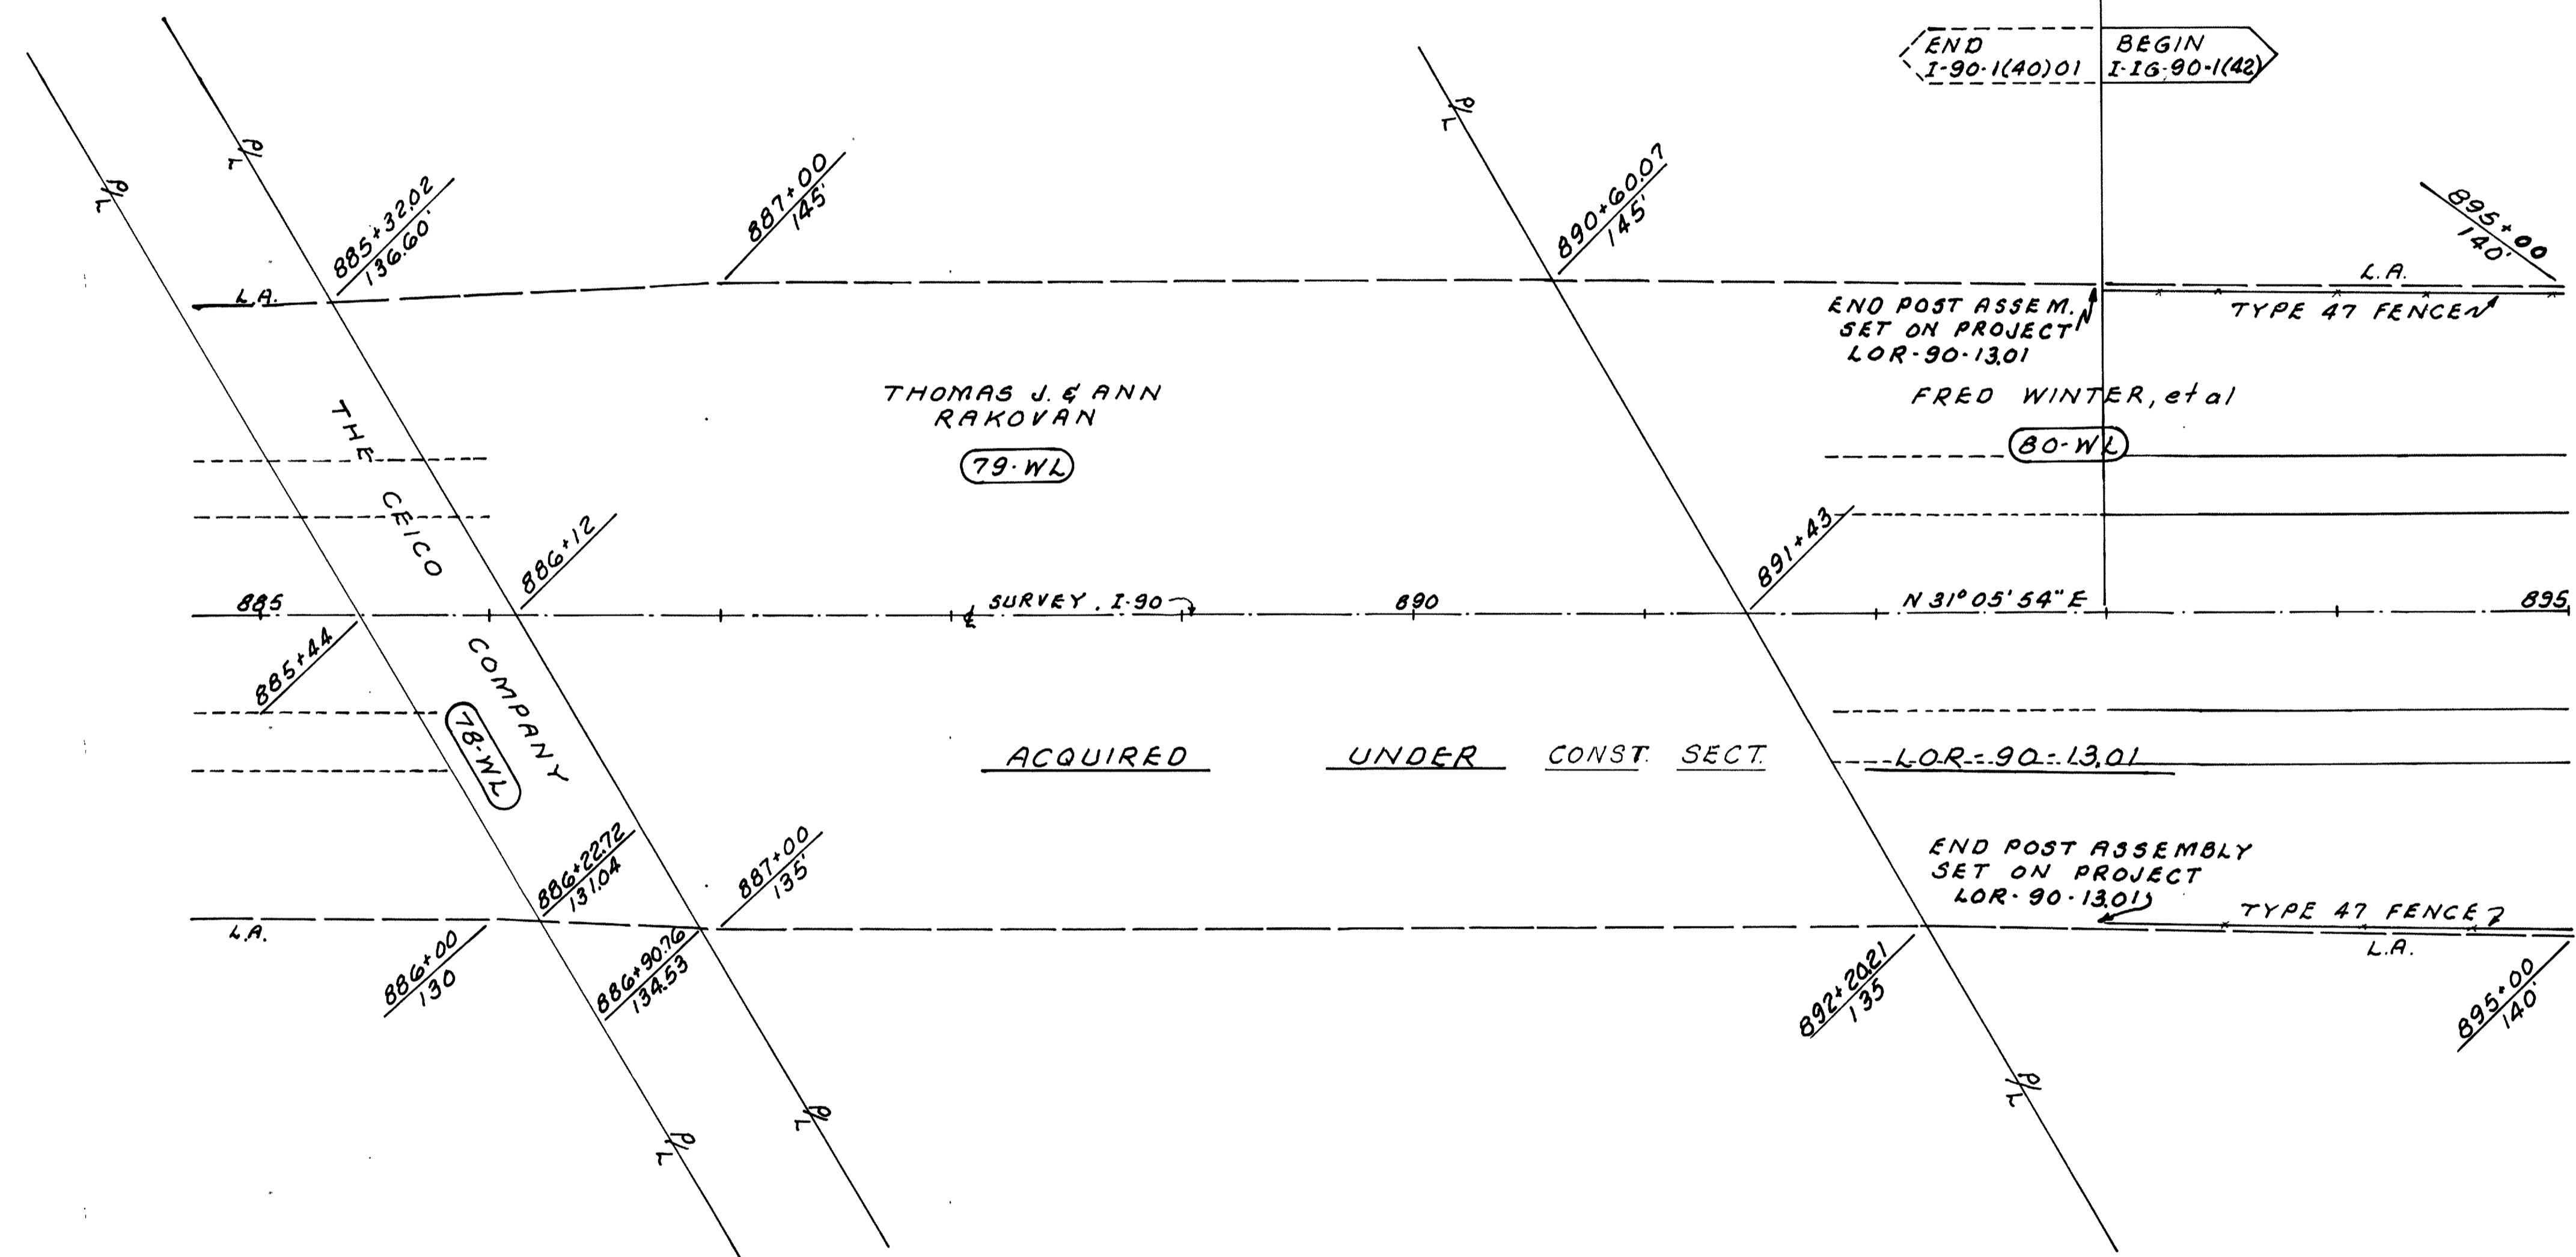 END
I-90-1(40)01
BEGIN
I-IG-90-1(42)
P/L
P/L
P/L
885+32.02
136.60'
887+00
145'
890+60.07
145'
895+00
140'
L.A.
L.A.
END POST ASSEM.
SET ON PROJECT
LOR-90-13.01
TYPE 47 FENCE
THE CEICO COMPANY
78-WL
THOMAS J. & ANN
RAKOVAN
79-WL
FRED WINTER, et al
80-WL
886+12
891+43
885
℄ SURVEY. I-90
890
N 31° 05' 54" E
895
885+44
ACQUIRED UNDER CONST. SECT. LOR-90-13.01
886+22.72
131.04
887+00
135'
END POST ASSEMBLY
SET ON PROJECT
LOR-90-13.01
TYPE 47 FENCE
L.A.
L.A.
886+00
130
886+90.76
134.53
892+20.21
135
895+00
140'
P/L
P/L
P/L